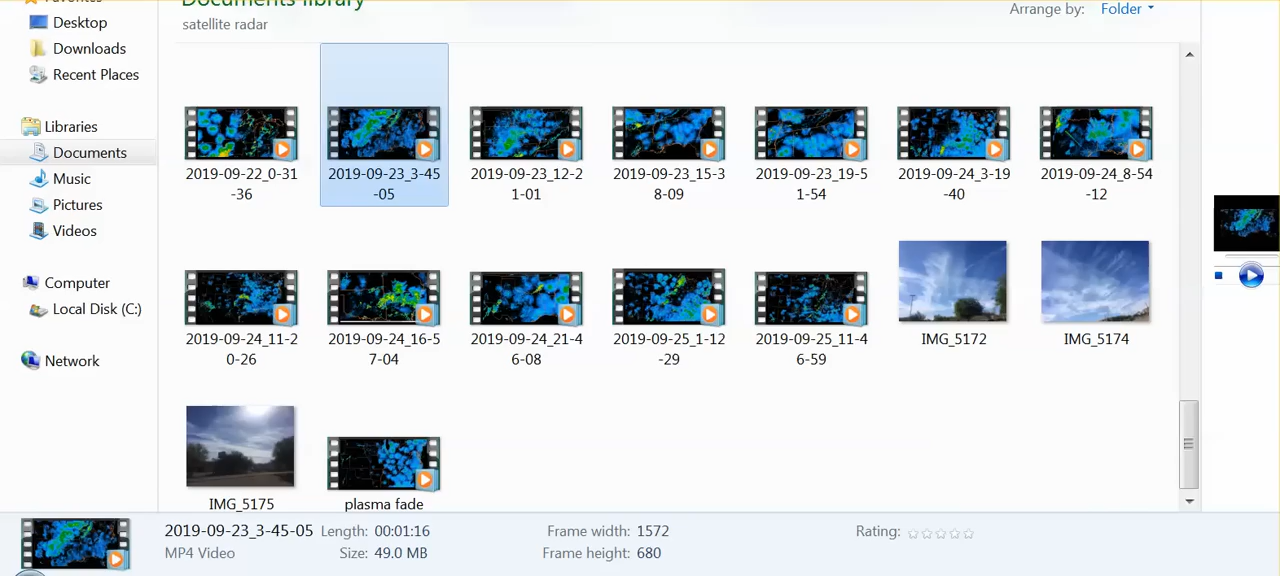 Favorites
Desktop
Downloads
Recent Places
Libraries
Documents
Music
Pictures
Videos
Computer
Local Disk (C:)
Network
Documents library
satellite radar
Arrange by: Folder
2019-09-22_0-31
-36
2019-09-23_3-45
-05
2019-09-23_12-2
1-01
2019-09-23_15-3
8-09
2019-09-23_19-5
1-54
2019-09-24_3-19
-40
2019-09-24_8-54
-12
2019-09-24_11-2
0-26
2019-09-24_16-5
7-04
2019-09-24_21-4
6-08
2019-09-25_1-12
-29
2019-09-25_11-4
6-59
IMG_5172
IMG_5174
IMG_5175
plasma fade
2019-09-23_3-45-05 Length: 00:01:16 Frame width: 1572 Rating:
MP4 Video Size: 49.0 MB Frame height: 680